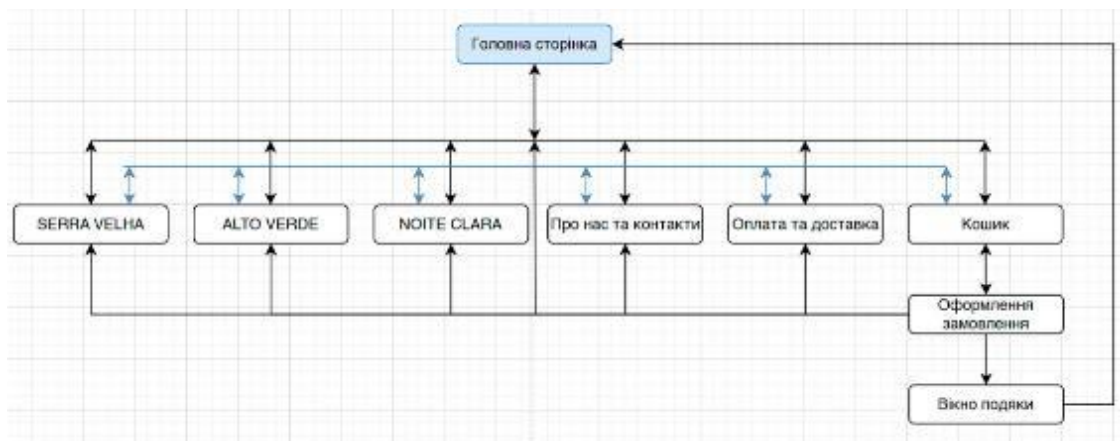 Головна сторінка
SERRA VELHA
ALTO VERDE
NOITE CLARA
Про нас та контакти
Оплата та доставка
Кошик
Оформлення
замовлення
Вікно подяки